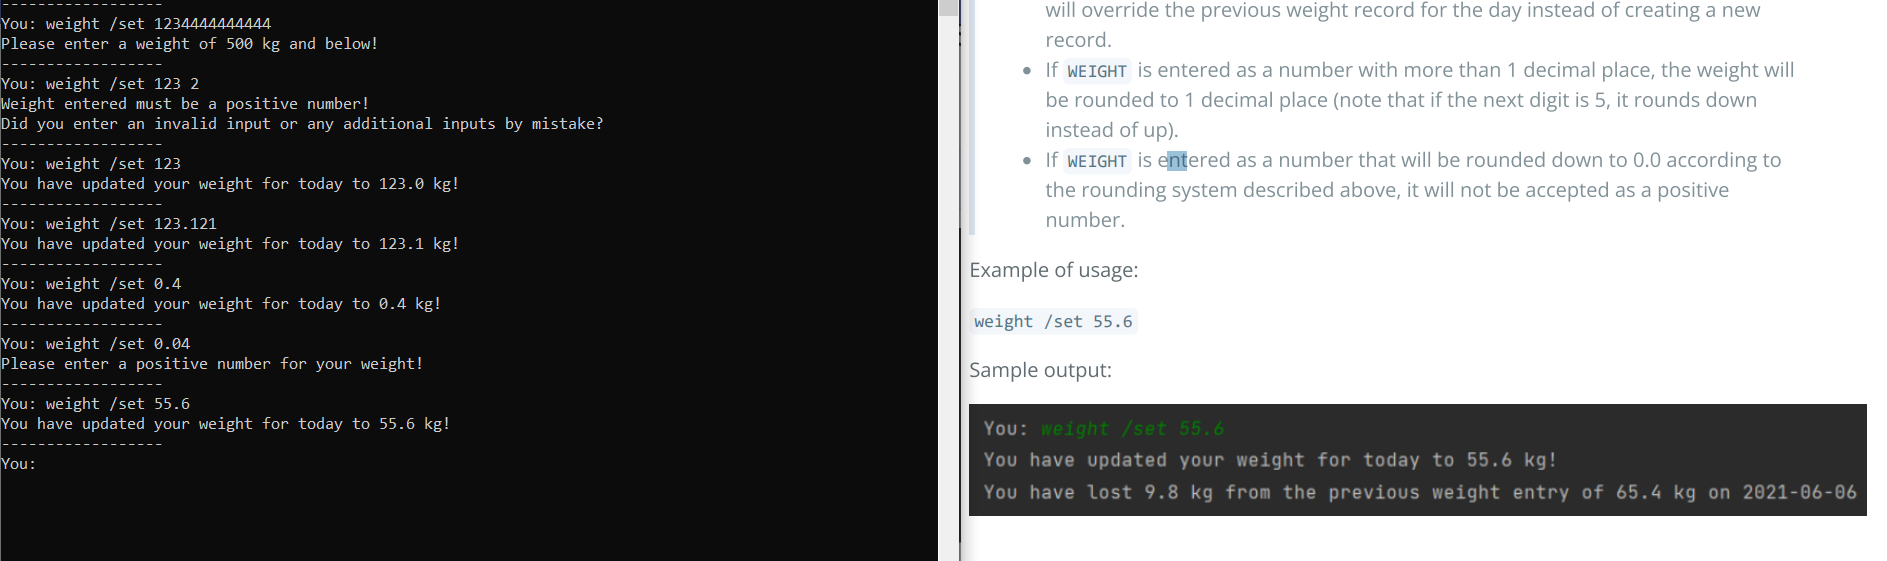 ------------------
You: weight /set 1234444444444
Please enter a weight of 500 kg and below!
------------------
You: weight /set 123 2
Weight entered must be a positive number!
Did you enter an invalid input or any additional inputs by mistake?
------------------
You: weight /set 123
You have updated your weight for today to 123.0 kg!
------------------
You: weight /set 123.121
You have updated your weight for today to 123.1 kg!
------------------
You: weight /set 0.4
You have updated your weight for today to 0.4 kg!
------------------
You: weight /set 0.04
Please enter a positive number for your weight!
------------------
You: weight /set 55.6
You have updated your weight for today to 55.6 kg!
------------------
You:
will override the previous weight record for the day instead of creating a new
record.
• If WEIGHT is entered as a number with more than 1 decimal place, the weight will
be rounded to 1 decimal place (note that if the next digit is 5, it rounds down
instead of up).
• If WEIGHT is entered as a number that will be rounded down to 0.0 according to
the rounding system described above, it will not be accepted as a positive
number.
Example of usage:
weight /set 55.6
Sample output:
You: weight /set 55.6
You have updated your weight for today to 55.6 kg!
You have lost 9.8 kg from the previous weight entry of 65.4 kg on 2021-06-06